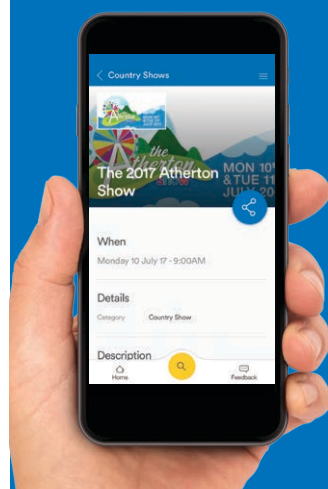 Country Shows
the
Atherton
SHOW
MON 10
& TUE 11
JULY 20
The 2017 Atherton
Show
When
Monday 10 July 17 - 9:00AM
Details
Category Country Show
Description
Home
Feedback